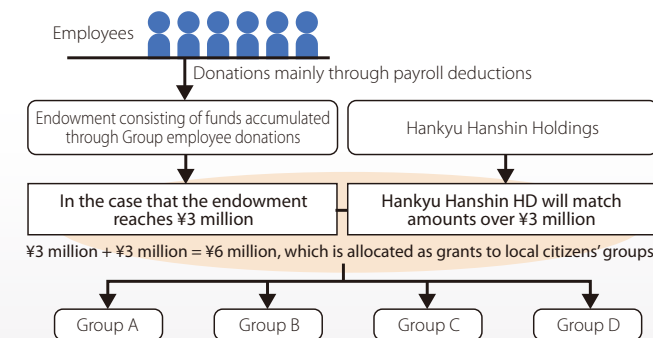 Employees
Donations mainly through payroll deductions
Endowment consisting of funds accumulated
through Group employee donations
Hankyu Hanshin Holdings
In the case that the endowment
reaches ¥3 million
Hankyu Hanshin HD will match
amounts over ¥3 million
¥3 million + ¥3 million = ¥6 million, which is allocated as grants to local citizens’ groups
Group A
Group B
Group C
Group D